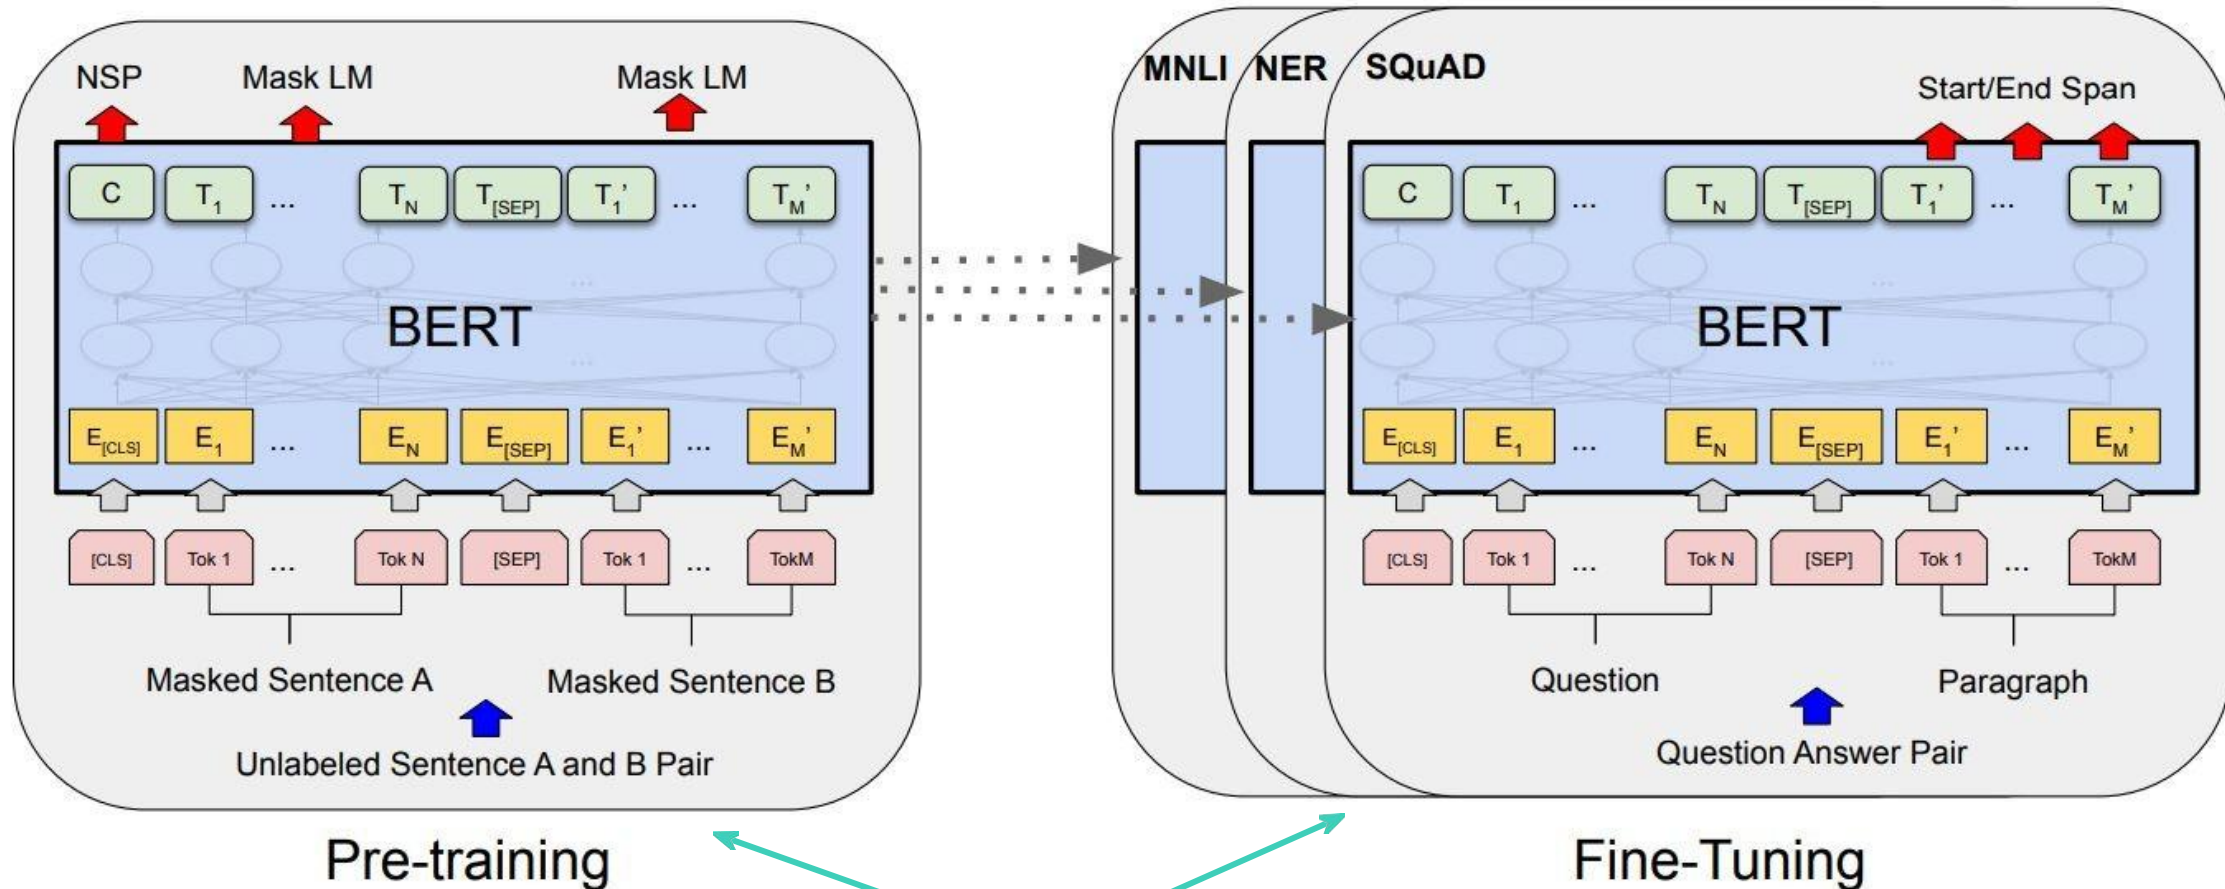 NSP Mask LM Mask LM
C T1 ... TN T[SEP] T1' ... TM'
...
BERT
...
E[CLS] E1 ... EN E[SEP] E1' ... EM'
[CLS] Tok 1 ... Tok N [SEP] Tok 1 ... TokM
Masked Sentence A Masked Sentence B
Unlabeled Sentence A and B Pair
Pre-training
MNLI NER SQuAD
Start/End Span
C T1 ... TN T[SEP] T1' ... TM'
...
BERT
...
E[CLS] E1 ... EN E[SEP] E1' ... EM'
[CLS] Tok 1 ... Tok N [SEP] Tok 1 ... TokM
Question Paragraph
Question Answer Pair
Fine-Tuning